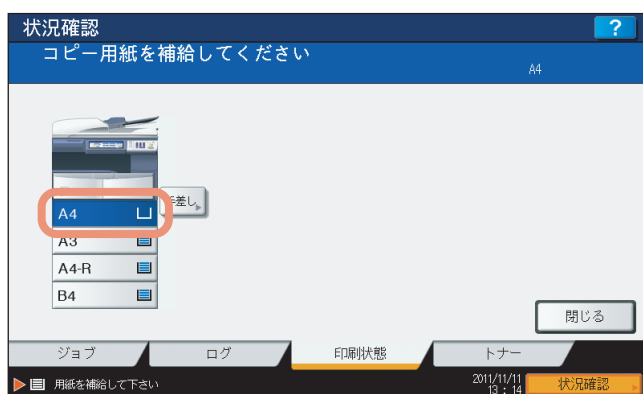 状況確認
?
コピー用紙を補給してください
A4
A4
手差し
A3
A4-R
B4
閉じる
ジョブ
ログ
印刷状態
トナー
用紙を補給して下さい
2011/11/11
13 : 14
状況確認